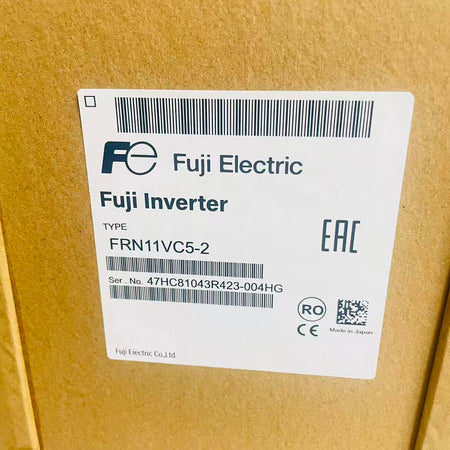 Fe Fuji Electric
Fuji Inverter
TYPE
FRN11VC5-2
EAC
Ser. No. 47HC81043R423-004HG
RO
CE
Made in Japan
Fuji Electric Co.,Ltd.